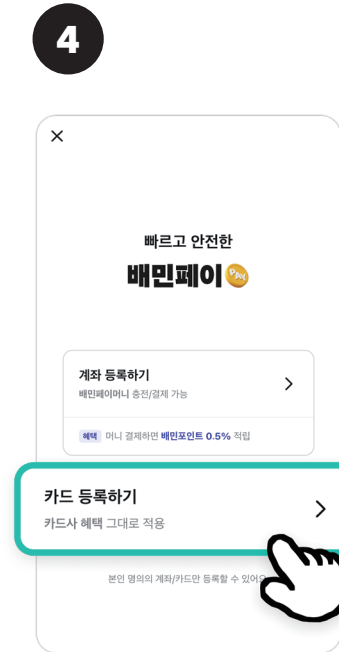 4
빠르고 안전한
배민페이 Pay
계좌 등록하기
배민페이머니 충전/결제 가능
혜택 머니 결제하면 배민포인트 0.5% 적립
카드 등록하기
카드사 혜택 그대로 적용
본인 명의의 계좌/카드만 등록할 수 있어요